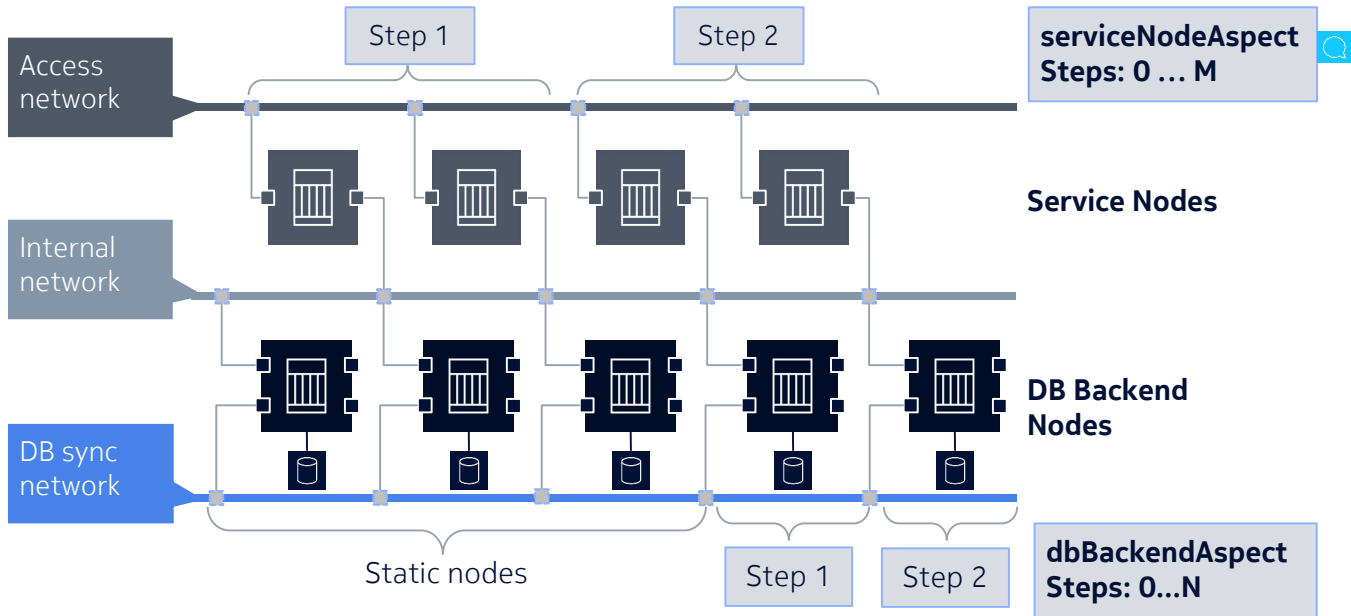 Step 1
Step 2
serviceNodeAspect
Steps: 0 … M
Access
network
Service Nodes
Internal
network
DB Backend
Nodes
DB sync
network
Static nodes
Step 1
Step 2
dbBackendAspect
Steps: 0...N